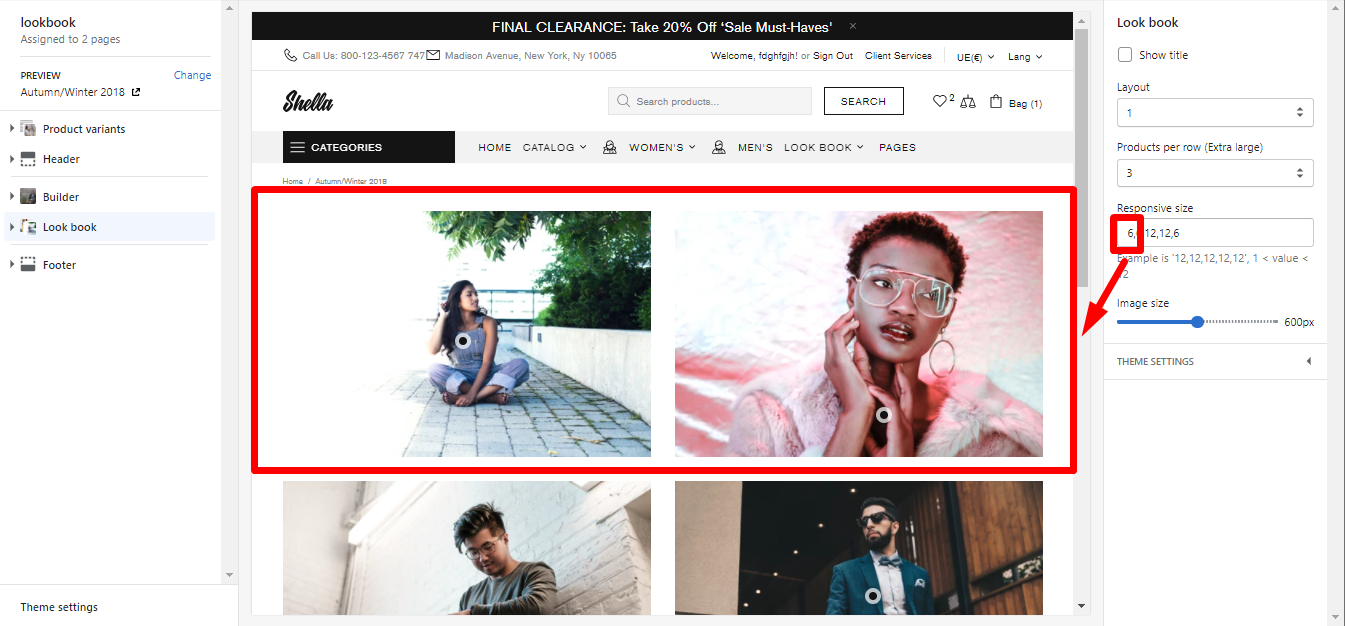 lookbook
Assigned to 2 pages
PREVIEW
Change
Autumn/Winter 2018
Product variants
Header
Builder
Look book
Footer
Theme settings
FINAL CLEARANCE: Take 20% Off ‘Sale Must-Haves' ×
Call Us: 800-123-4567 747 Madison Avenue, New York, Ny 10065
Welcome, fdghfgjh! or Sign Out Client Services UE(€) Lang
Shella
Search products...
SEARCH
2
Bag (1)
CATEGORIES
HOME CATALOG WOMEN'S MEN'S LOOK BOOK PAGES
Home / Autumn/Winter 2018
Look book
Show title
Layout
1
Products per row (Extra large)
3
Responsive size
6, 12,12,6
Example is '12,12,12,12,12', 1 < value <
Image size
600px
THEME SETTINGS